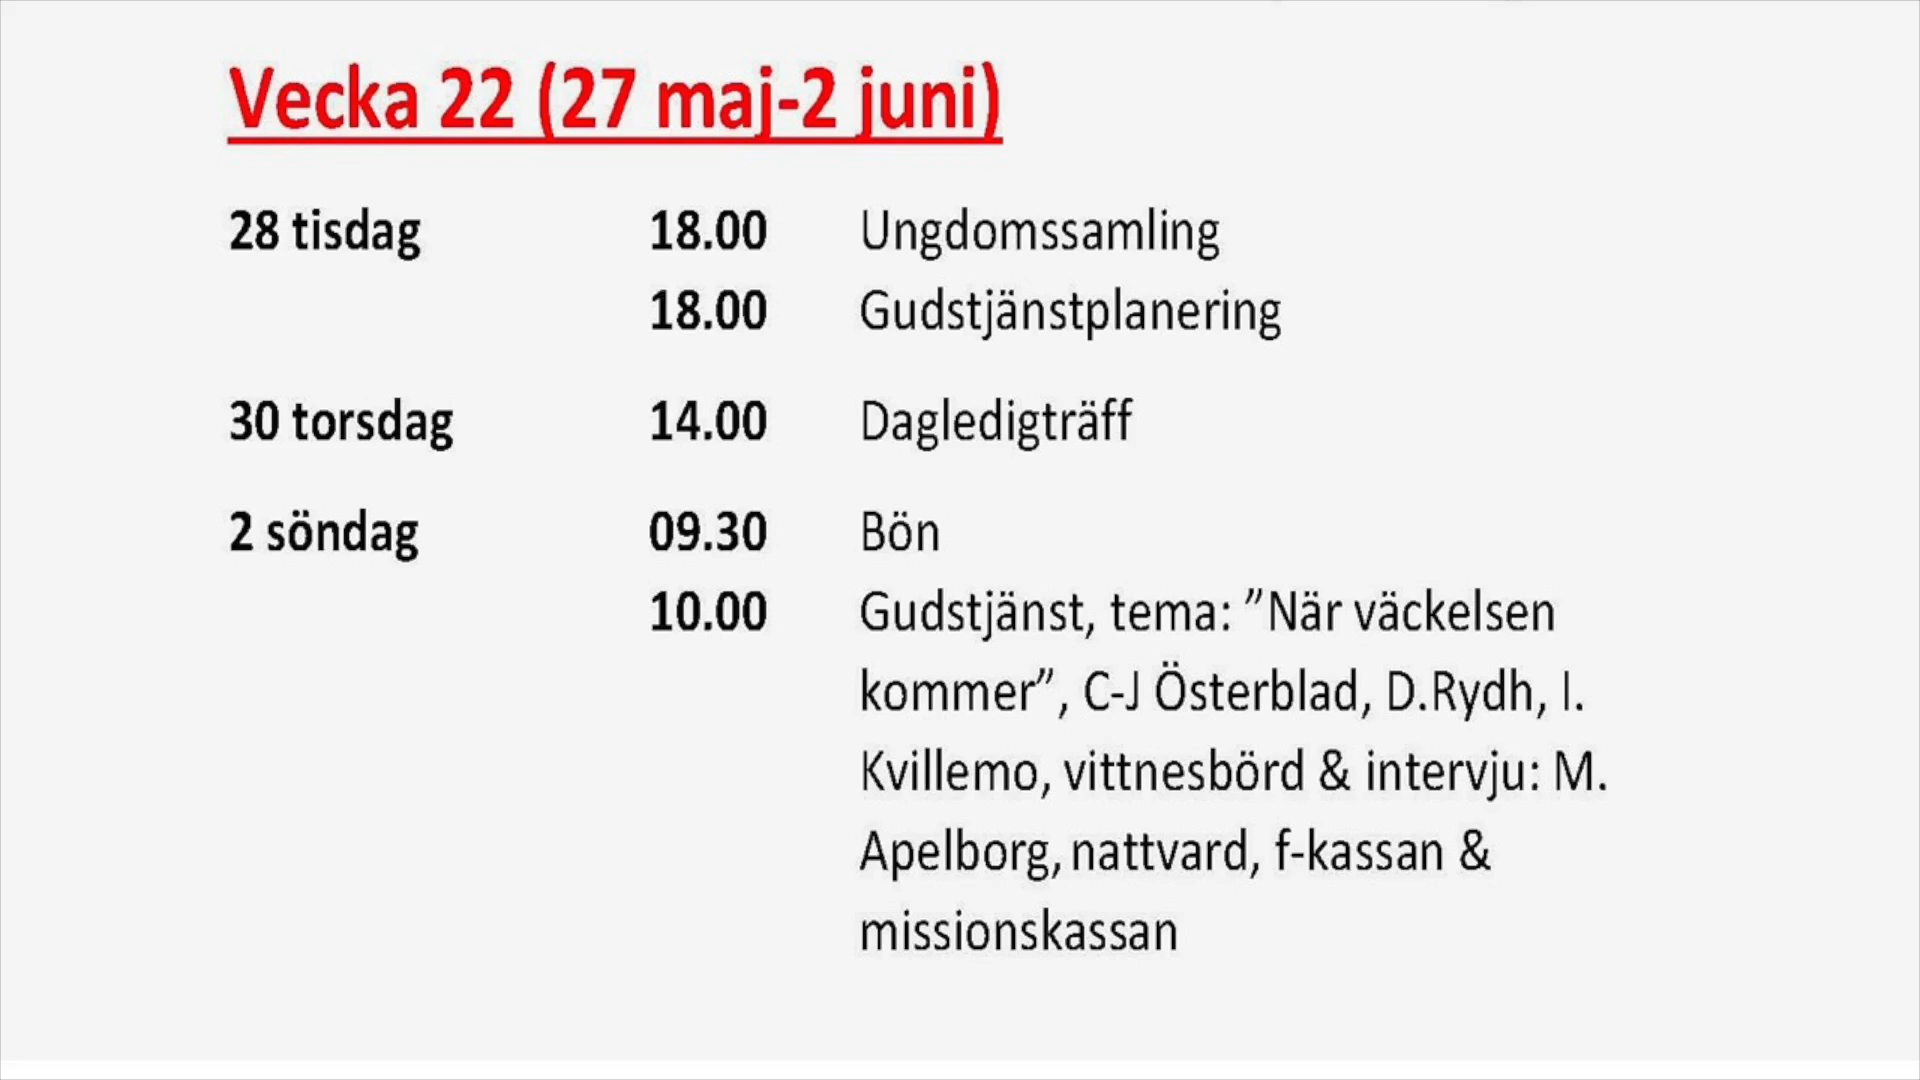 Vecka 22 (27 maj-2 juni)
28 tisdag 18.00 Ungdomssamling
18.00 Gudstjänstplanering
30 torsdag 14.00 Dagledigträff
2 söndag 09.30 Bön
10.00 Gudstjänst, tema: ”När väckelsen
kommer”, C-J Österblad, D.Rydh, I.
Kvillemo, vittnesbörd & intervju: M.
Apelborg, nattvard, f-kassan &
missionskassan